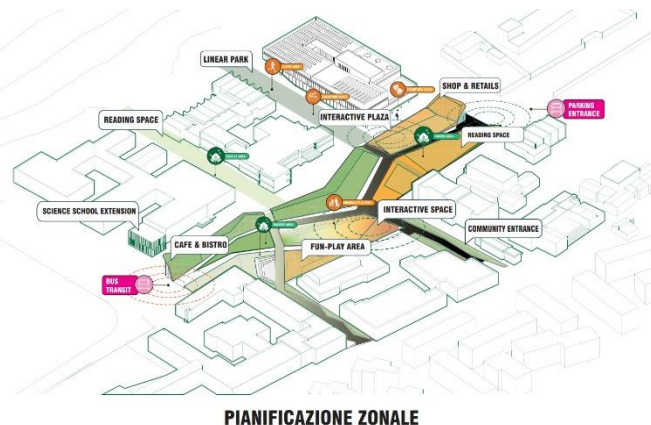 LINEAR PARK
SHOP & RETAILS
INTERACTIVE PLAZA
PARKING
ENTRANCE
READING SPACE
READING SPACE
SCIENCE SCHOOL EXTENSION
INTERACTIVE SPACE
COMMUNITY ENTRANCE
CAFE & BISTRO
FUN-PLAY AREA
BUS
TRANSIT
PIANIFICAZIONE ZONALE